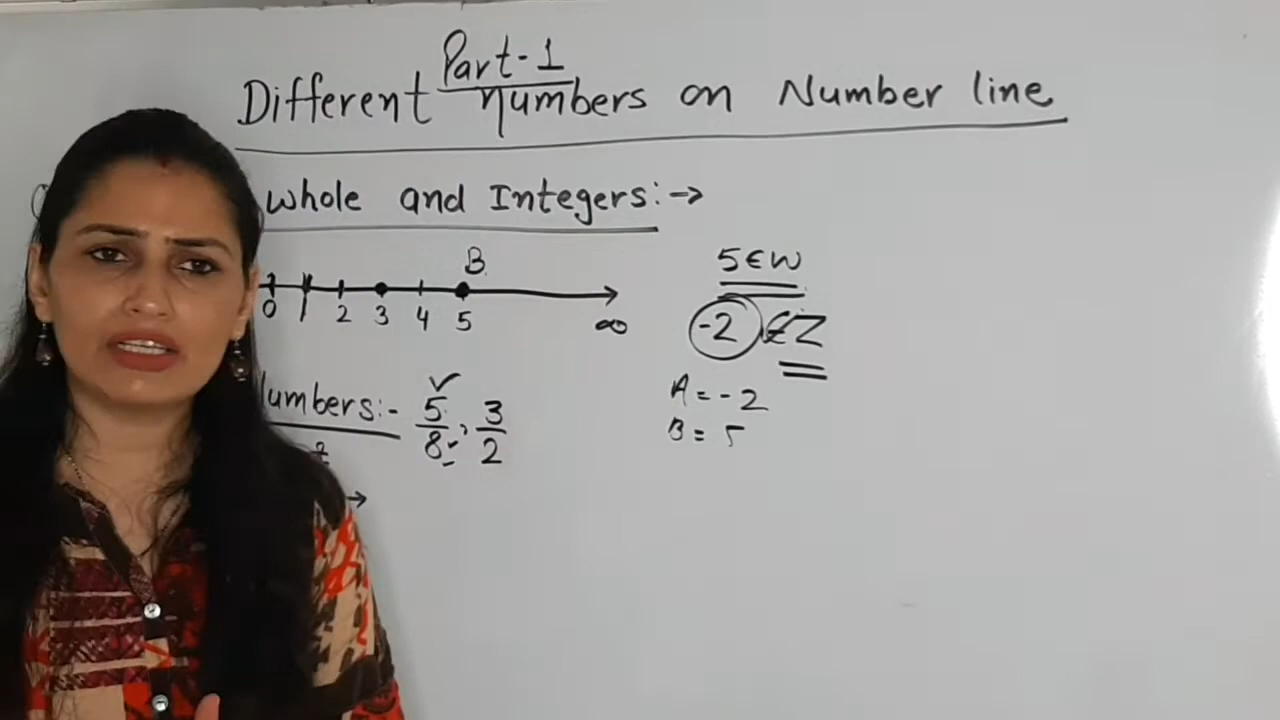 Part-1
Different numbers on Number line
whole and Integers:→
B
0 1 2 3 4 5 ∞
5 ∈ W
-2 ∈ Z
A = -2
B = 5
umbers:- 5/8, 3/2